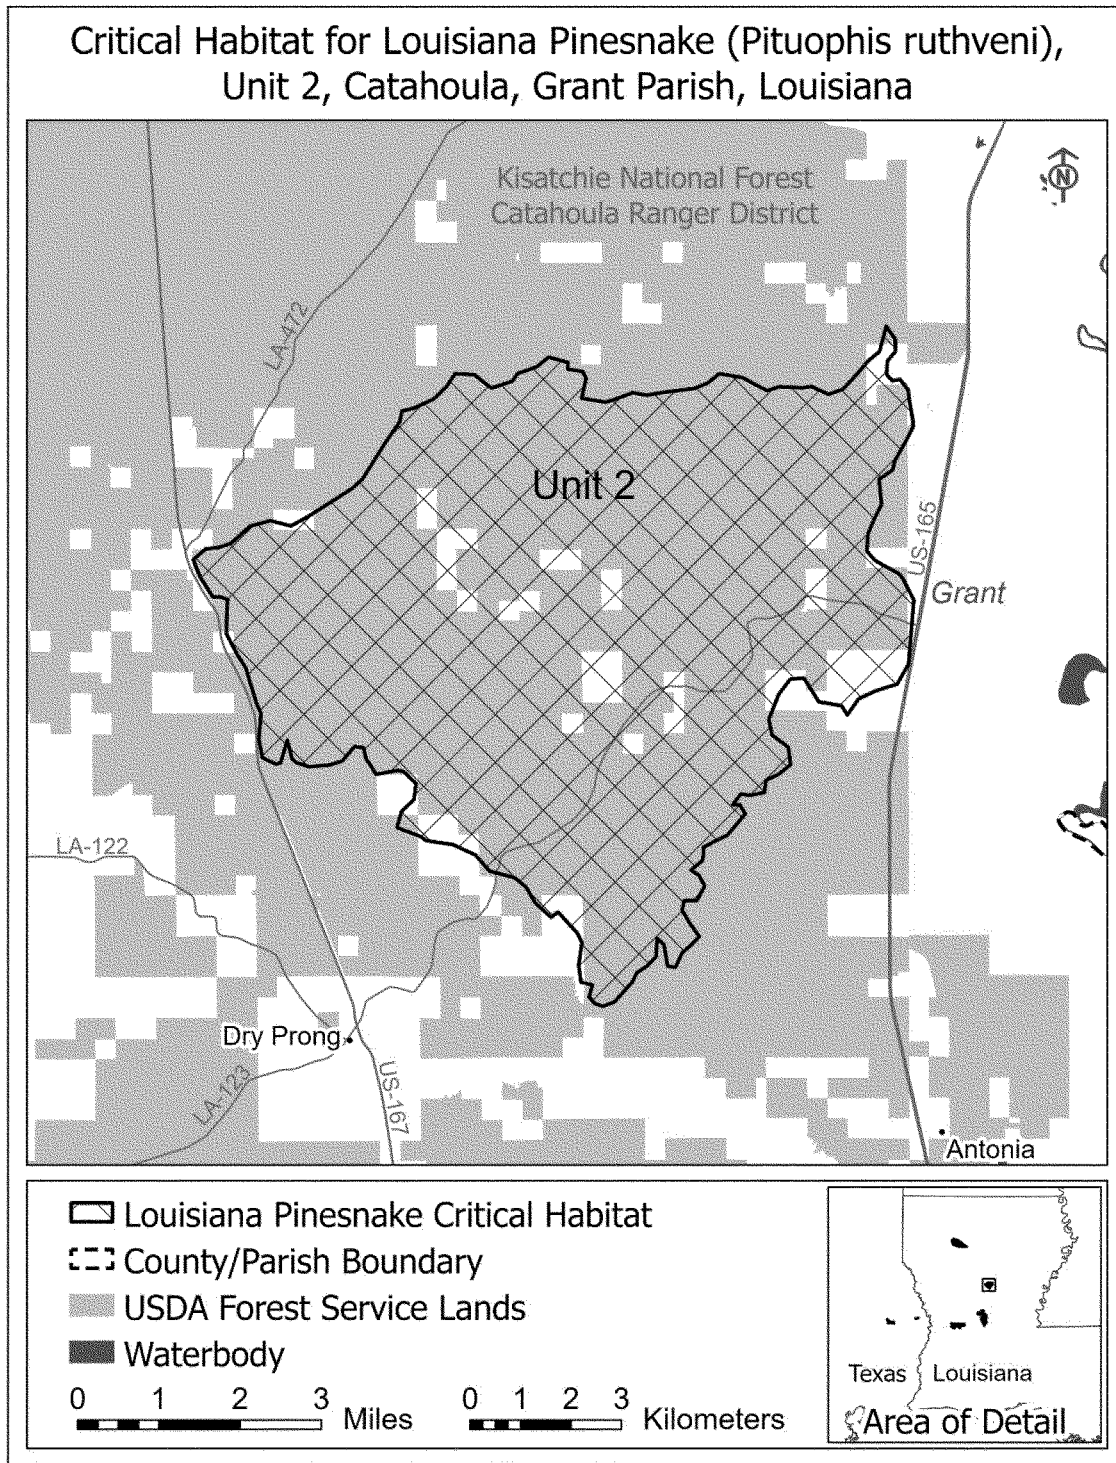 Critical Habitat for Louisiana Pinesnake (Pituophis ruthveni),
Unit 2, Catahoula, Grant Parish, Louisiana
Kisatchie National Forest
Catahoula Ranger District
N
LA-472
Unit 2
US-165
Grant
LA-122
Dry Prong
LA-123
US-167
Antonia
Louisiana Pinesnake Critical Habitat
County/Parish Boundary
USDA Forest Service Lands
Waterbody
0 1 2 3 Miles
0 1 2 3 Kilometers
Texas Louisiana
Area of Detail